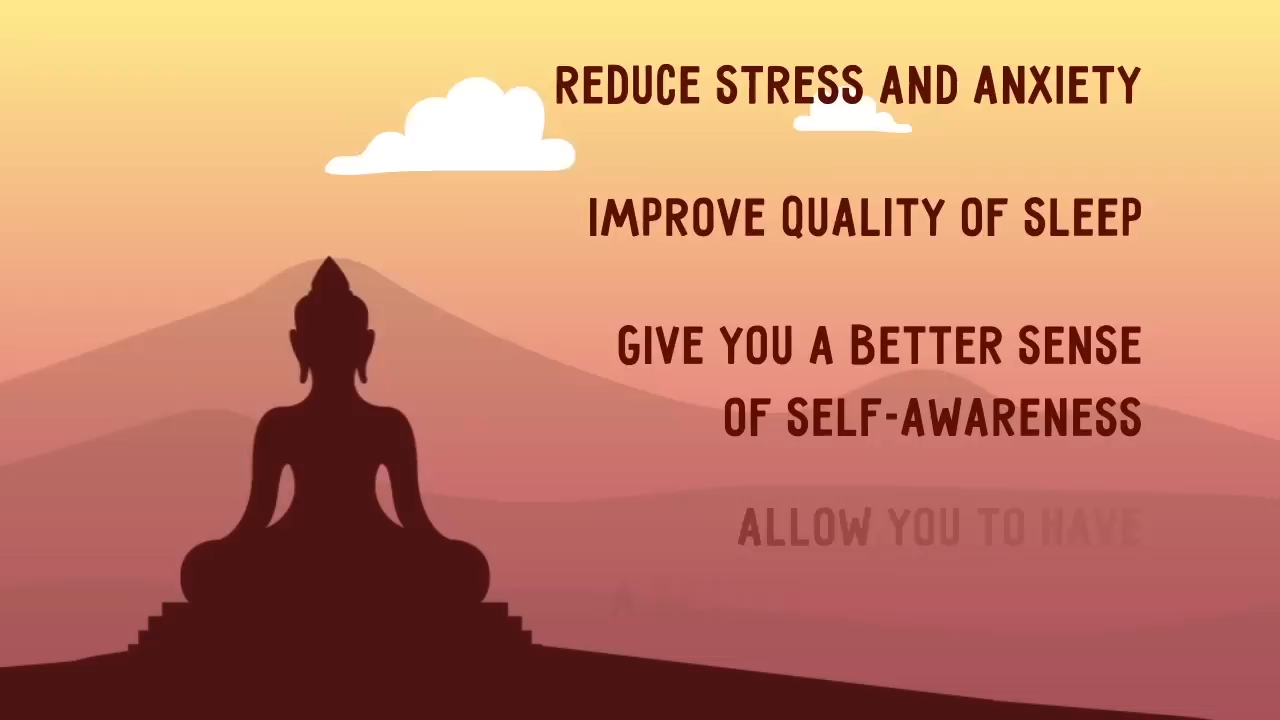 REDUCE STRESS AND ANXIETY
IMPROVE QUALITY OF SLEEP
GIVE YOU A BETTER SENSE
OF SELF-AWARENESS
ALLOW YOU TO HAVE
A